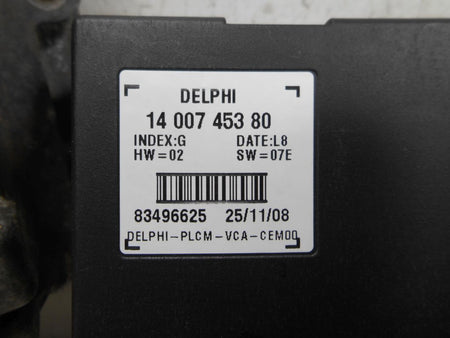 DELPHI
14 007 453 80
INDEX:G DATE:L8
HW=02 SW=07E
83496625 25/11/08
DELPHI-PLCM-VCA-CEM00